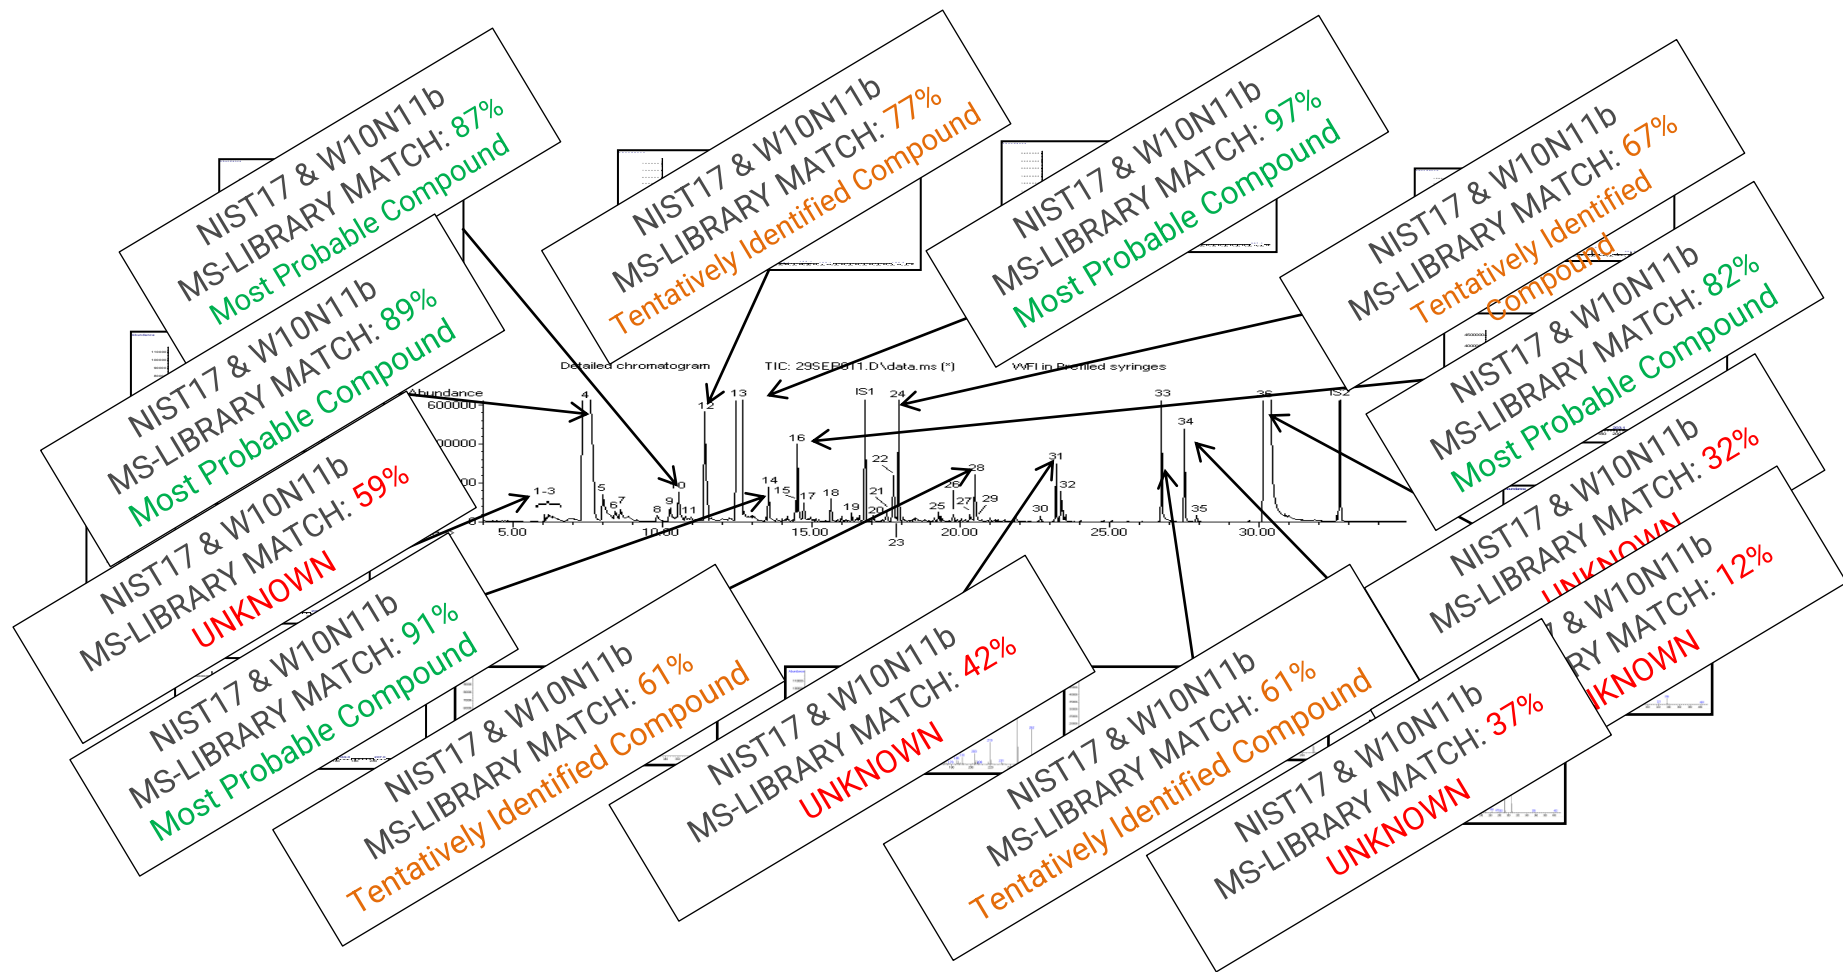 NIST17 & W10N11b
MS-LIBRARY MATCH: 87%
Most Probable Compound
NIST17 & W10N11b
MS-LIBRARY MATCH: 77%
Tentatively Identified Compound
NIST17 & W10N11b
MS-LIBRARY MATCH: 97%
Most Probable Compound
NIST17 & W10N11b
MS-LIBRARY MATCH: 67%
Tentatively Identified
Compound
NIST17 & W10N11b
MS-LIBRARY MATCH: 89%
Most Probable Compound
NIST17 & W10N11b
MS-LIBRARY MATCH: 82%
Most Probable Compound
Detailed chromatogram TIC: 29SEP011.D\data.ms (*) WFI in Prefilled syringes
Abundance
600000
4 12 13 IS1 24 33 36 IS2
34
16
22 31
28
14 15 17 18 19 21 20 25 26 27 29 30 32 35
1-3 5 6 7 8 9 10 11
5.00 10.00 15.00 20.00 25.00 30.00
23
NIST17 & W10N11b
MS-LIBRARY MATCH: 59%
UNKNOWN
NIST17 & W10N11b
MS-LIBRARY MATCH: 32%
UNKNOWN
& W10N11b
MATCH: 12%
NIST17 & W10N11b
MS-LIBRARY MATCH: 91%
Most Probable Compound
NIST17 & W10N11b
MS-LIBRARY MATCH: 61%
Tentatively Identified Compound
NIST17 & W10N11b
MS-LIBRARY MATCH: 42%
UNKNOWN
NIST17 & W10N11b
MS-LIBRARY MATCH: 61%
Tentatively Identified Compound
NIST17 & W10N11b
MS-LIBRARY MATCH: 37%
UNKNOWN